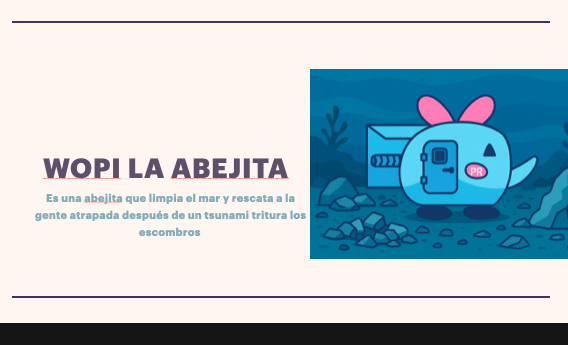 WOPI LA ABEJITA
Es una abejita que limpia el mar y rescata a la
gente atrapada después de un tsunami tritura los
escombros
PR